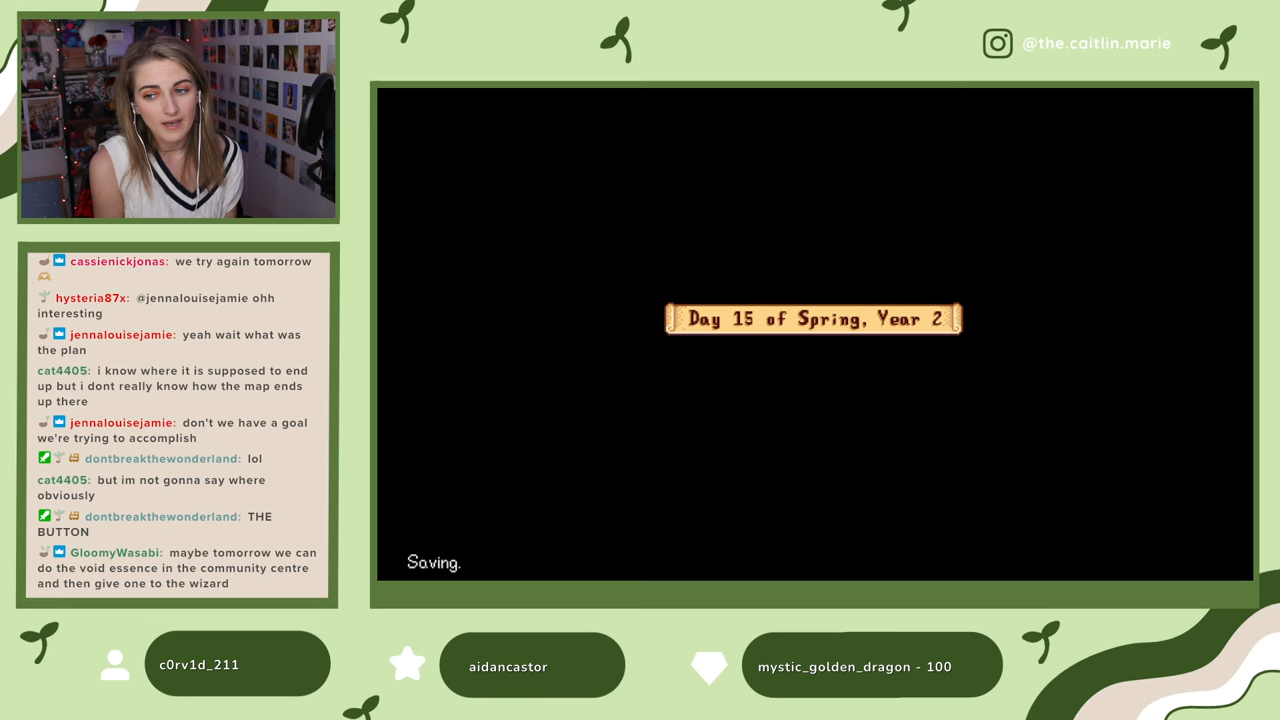 @the.caitlin.marie
cassienickjonas: we try again tomorrow
hysteria87x: @jennalouisejamie ohh
interesting
jennalouisejamie: yeah wait what was
the plan
cat4405: i know where it is supposed to end
up but i dont really know how the map ends
up there
jennalouisejamie: don't we have a goal
we're trying to accomplish
dontbreakthewonderland: lol
cat4405: but im not gonna say where
obviously
dontbreakthewonderland: THE
BUTTON
GloomyWasabi: maybe tomorrow we can
do the void essence in the community centre
and then give one to the wizard
Day 15 of Spring, Year 2
Saving.
c0rv1d_211
aidancastor
mystic_golden_dragon - 100